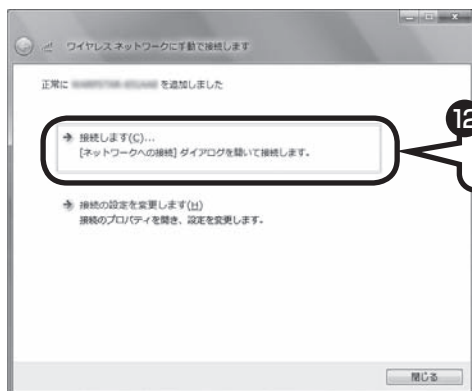 ワイヤレス ネットワークに手動で接続します
正常に を追加しました
接続します(C)...
[ネットワークへの接続] ダイアログを開いて接続します。
12
接続の設定を変更します(H)
接続のプロパティを開き、設定を変更します。
閉じる